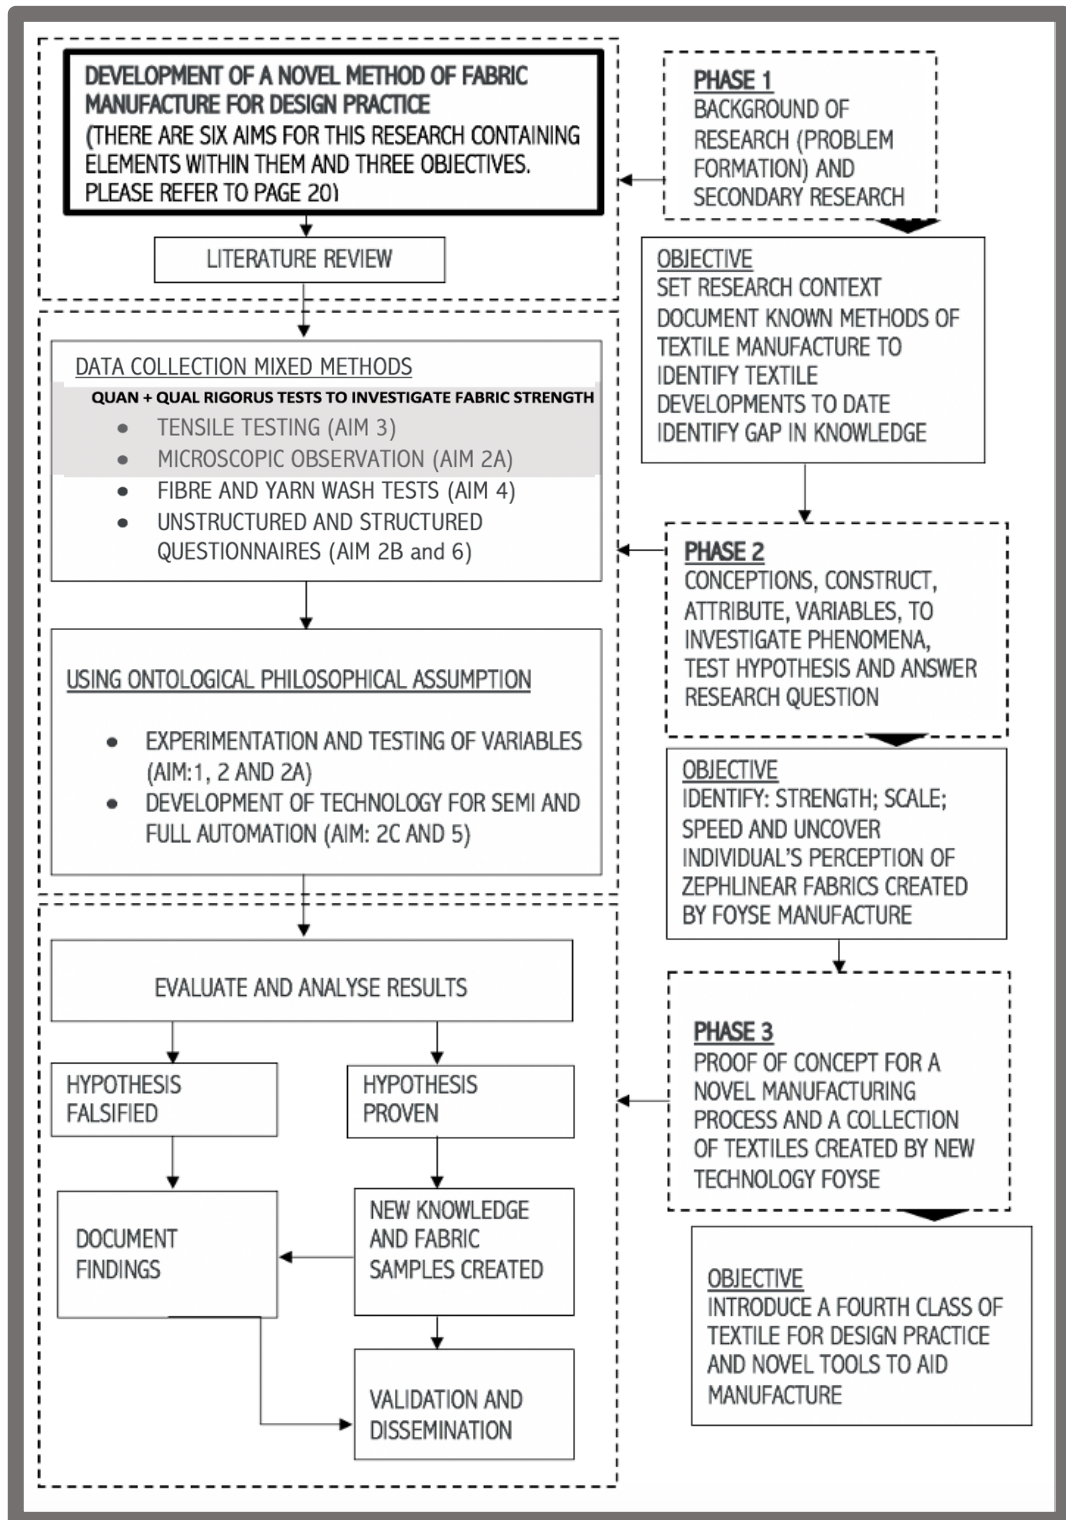 DEVELOPMENT OF A NOVEL METHOD OF FABRIC
MANUFACTURE FOR DESIGN PRACTICE
(THERE ARE SIX AIMS FOR THIS RESEARCH CONTAINING
ELEMENTS WITHIN THEM AND THREE OBJECTIVES.
PLEASE REFER TO PAGE 20)
LITERATURE REVIEW
DATA COLLECTION MIXED METHODS
QUAN + QUAL RIGORUS TESTS TO INVESTIGATE FABRIC STRENGTH
• TENSILE TESTING (AIM 3)
• MICROSCOPIC OBSERVATION (AIM 2A)
• FIBRE AND YARN WASH TESTS (AIM 4)
• UNSTRUCTURED AND STRUCTURED
QUESTIONNAIRES (AIM 2B and 6)
USING ONTOLOGICAL PHILOSOPHICAL ASSUMPTION
• EXPERIMENTATION AND TESTING OF VARIABLES
(AIM:1, 2 AND 2A)
• DEVELOPMENT OF TECHNOLOGY FOR SEMI AND
FULL AUTOMATION (AIM: 2C AND 5)
EVALUATE AND ANALYSE RESULTS
HYPOTHESIS
FALSIFIED
HYPOTHESIS
PROVEN
DOCUMENT
FINDINGS
NEW KNOWLEDGE
AND FABRIC
SAMPLES CREATED
VALIDATION AND
DISSEMINATION
PHASE 1
BACKGROUND OF
RESEARCH (PROBLEM
FORMATION) AND
SECONDARY RESEARCH
OBJECTIVE
SET RESEARCH CONTEXT
DOCUMENT KNOWN METHODS OF
TEXTILE MANUFACTURE TO
IDENTIFY TEXTILE
DEVELOPMENTS TO DATE
IDENTIFY GAP IN KNOWLEDGE
PHASE 2
CONCEPTIONS, CONSTRUCT,
ATTRIBUTE, VARIABLES, TO
INVESTIGATE PHENOMENA,
TEST HYPOTHESIS AND ANSWER
RESEARCH QUESTION
OBJECTIVE
IDENTIFY: STRENGTH; SCALE;
SPEED AND UNCOVER
INDIVIDUAL'S PERCEPTION OF
ZEPHLINEAR FABRICS CREATED
BY FOYSE MANUFACTURE
PHASE 3
PROOF OF CONCEPT FOR A
NOVEL MANUFACTURING
PROCESS AND A COLLECTION
OF TEXTILES CREATED BY NEW
TECHNOLOGY FOYSE
OBJECTIVE
INTRODUCE A FOURTH CLASS OF
TEXTILE FOR DESIGN PRACTICE
AND NOVEL TOOLS TO AID
MANUFACTURE